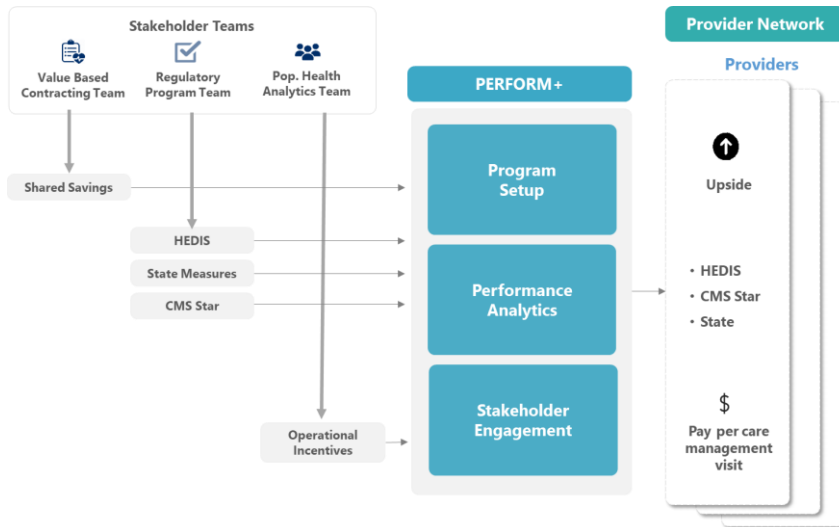 Stakeholder Teams
Value Based
Contracting Team
Regulatory
Program Team
Pop. Health
Analytics Team
Shared Savings
HEDIS
State Measures
CMS Star
Operational
Incentives
PERFORM+
Program
Setup
Performance
Analytics
Stakeholder
Engagement
Provider Network
Providers
Upside
• HEDIS
• CMS Star
• State
$
Pay per care
management
visit